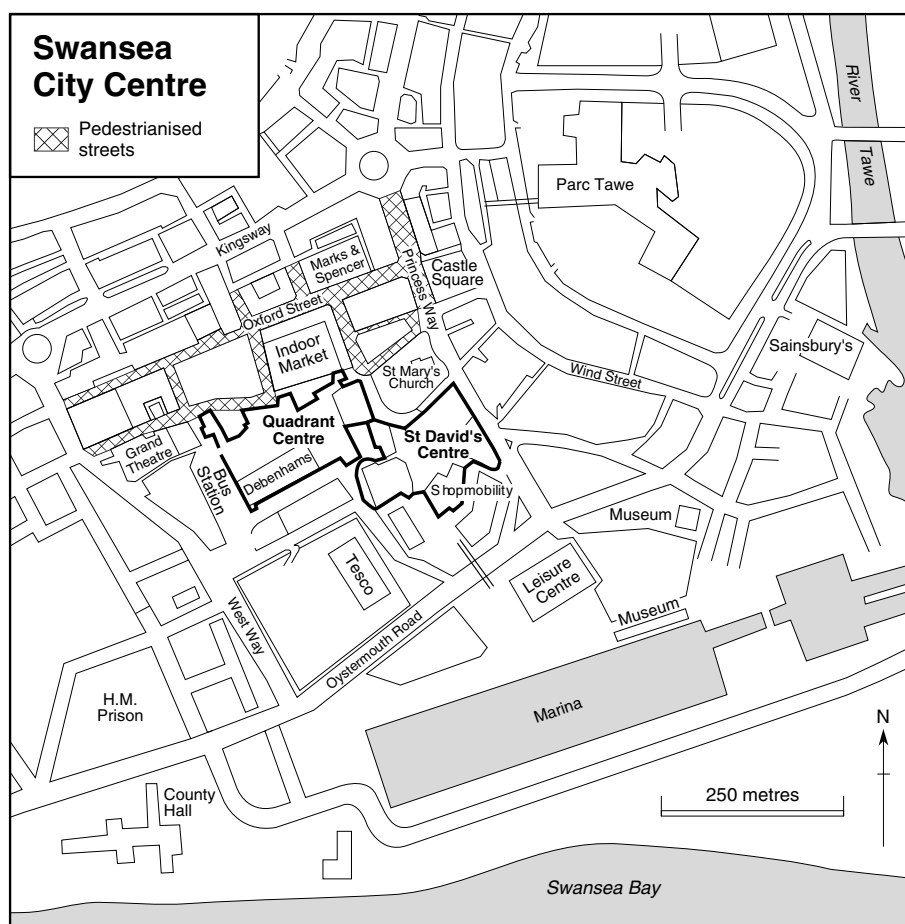 Swansea
City Centre
Pedestrianised
streets
River
Tawe
Parc Tawe
Kingsway
Marks &
Spencer
Princess Way
Castle
Square
Oxford Street
Indoor
Market
St Mary's
Church
Wind Street
Sainsbury's
Quadrant
Centre
St David's
Centre
Grand
Theatre
Bus
Station
Debenhams
Shopmobility
Museum
Tesco
Leisure
Centre
Museum
West Way
Oystermouth Road
H.M.
Prison
Marina
N
County
Hall
250 metres
Swansea Bay